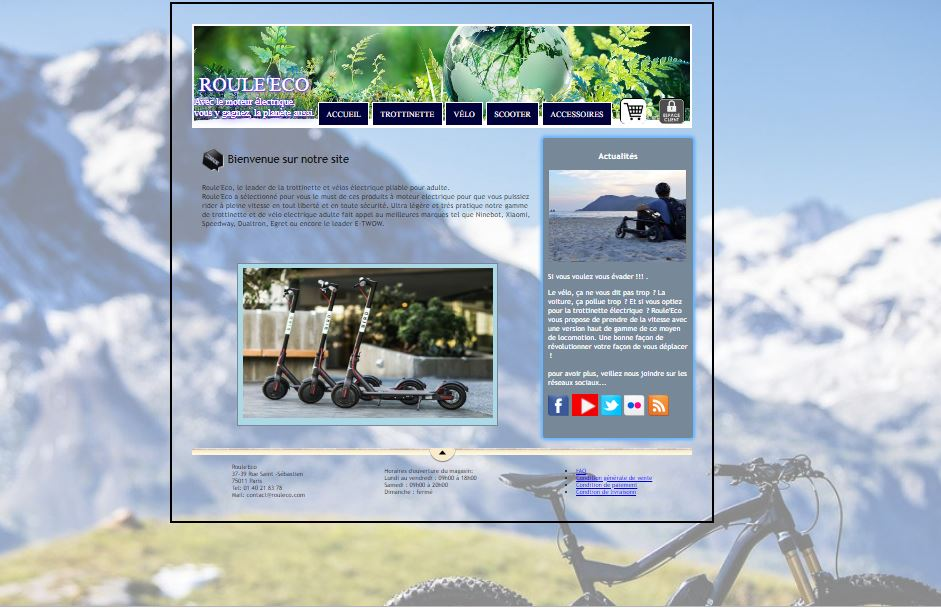 ROULE'ECO
Avec le moteur électrique,
vous y gagnez, la planète aussi.
ACCUEIL
TROTTINETTE
VÉLO
SCOOTER
ACCESSOIRES
ESPACE
CLIENT
Bienvenue sur notre site
Roule'Eco, le leader de la trottinette et vélos électrique pliable pour adulte.
Roule'Eco a sélectionné pour vous le must de ces produits à moteur électrique pour que vous puissiez
rider à pleine vitesse en tout liberté et en toute sécurité. Ultra légère et très pratique notre gamme
de trottinette et de vélo electrique adulte fait appel au meilleures marques tel que Ninebot, Xiaomi,
Speedway, Dualtron, Egret ou encore le leader E-TWOW.
Actualités
Si vous voulez vous évader !!! .
Le vélo, ça ne vous dit pas trop ? La
voiture, ça pollue trop ? Et si vous optiez
pour la trottinette électrique ? Roule'Eco
vous propose de prendre de la vitesse avec
une version haut de gamme de ce moyen
de locomotion. Une bonne façon de
révolutionner votre façon de vous déplacer
!
pour avoir plus, veillez nous joindre sur les
réseaux sociaux...
Roule'Eco
37-39 Rue Saint -Sébastien
75011 Paris
Tel: 01 40 21 83 78
Mail: contact@rouleco.com
Horaires d'ouverture du magasin:
Lundi au vendredi : 09h00 à 18h00
Samedi : 09h00 à 20h00
Dimanche : fermé
FAQ
Condition générale de vente
Condition de paiement
Condtion de livraisons